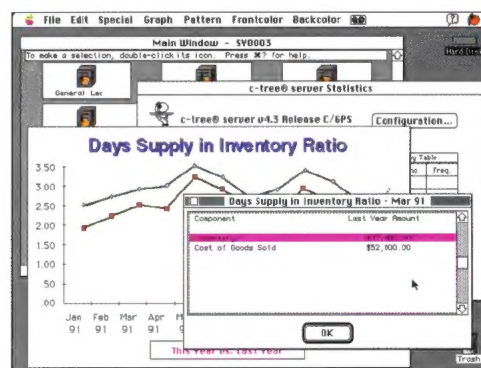 File Edit Special Graph Pattern Frontcolor Backcolor
Main Window - SY0003
To make a selection, double-click its icon. Press ⌘? for help.
Hard Disk
General Lec
c-tree® server Statistics
c-tree® server v4.3 Release C/GPS
Configuration...
Table
Freq.
Days Supply in Inventory Ratio
3.50
3.00
2.50
2.00
1.50
1.00
.50
.00
Jan 91
Feb 91
Mar 91
Apr 91
This Year vs. Last Year
Days Supply in Inventory Ratio - Mar 91
Component Last Year Amount
Cost of Goods Sold $52,100.00
OK
Trash